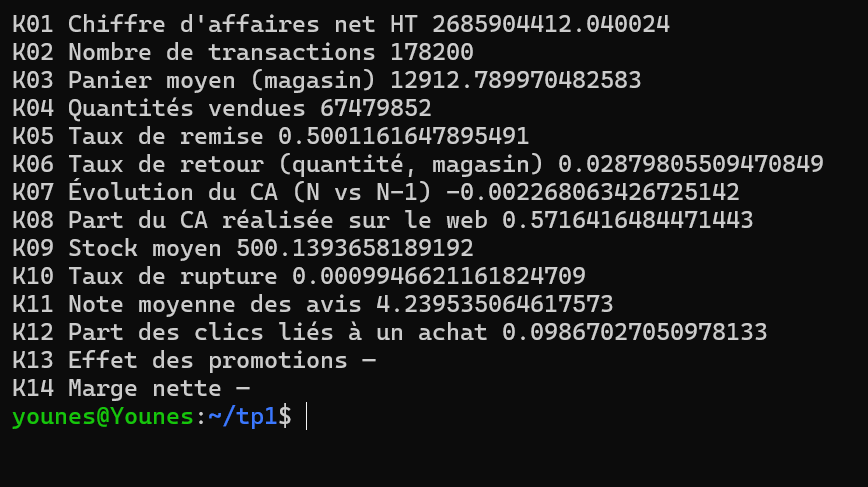 K01 Chiffre d'affaires net HT 2685904412.040024
K02 Nombre de transactions 178200
K03 Panier moyen (magasin) 12912.789970482583
K04 Quantités vendues 67479852
K05 Taux de remise 0.5001161647895491
K06 Taux de retour (quantité, magasin) 0.02879805509470849
K07 Évolution du CA (N vs N-1) -0.002268063426725142
K08 Part du CA réalisée sur le web 0.5716416484471443
K09 Stock moyen 500.1393658189192
K10 Taux de rupture 0.0009946621161824709
K11 Note moyenne des avis 4.239535064617573
K12 Part des clics liés à un achat 0.09867027050978133
K13 Effet des promotions —
K14 Marge nette —
younes@Younes:~/tp1$